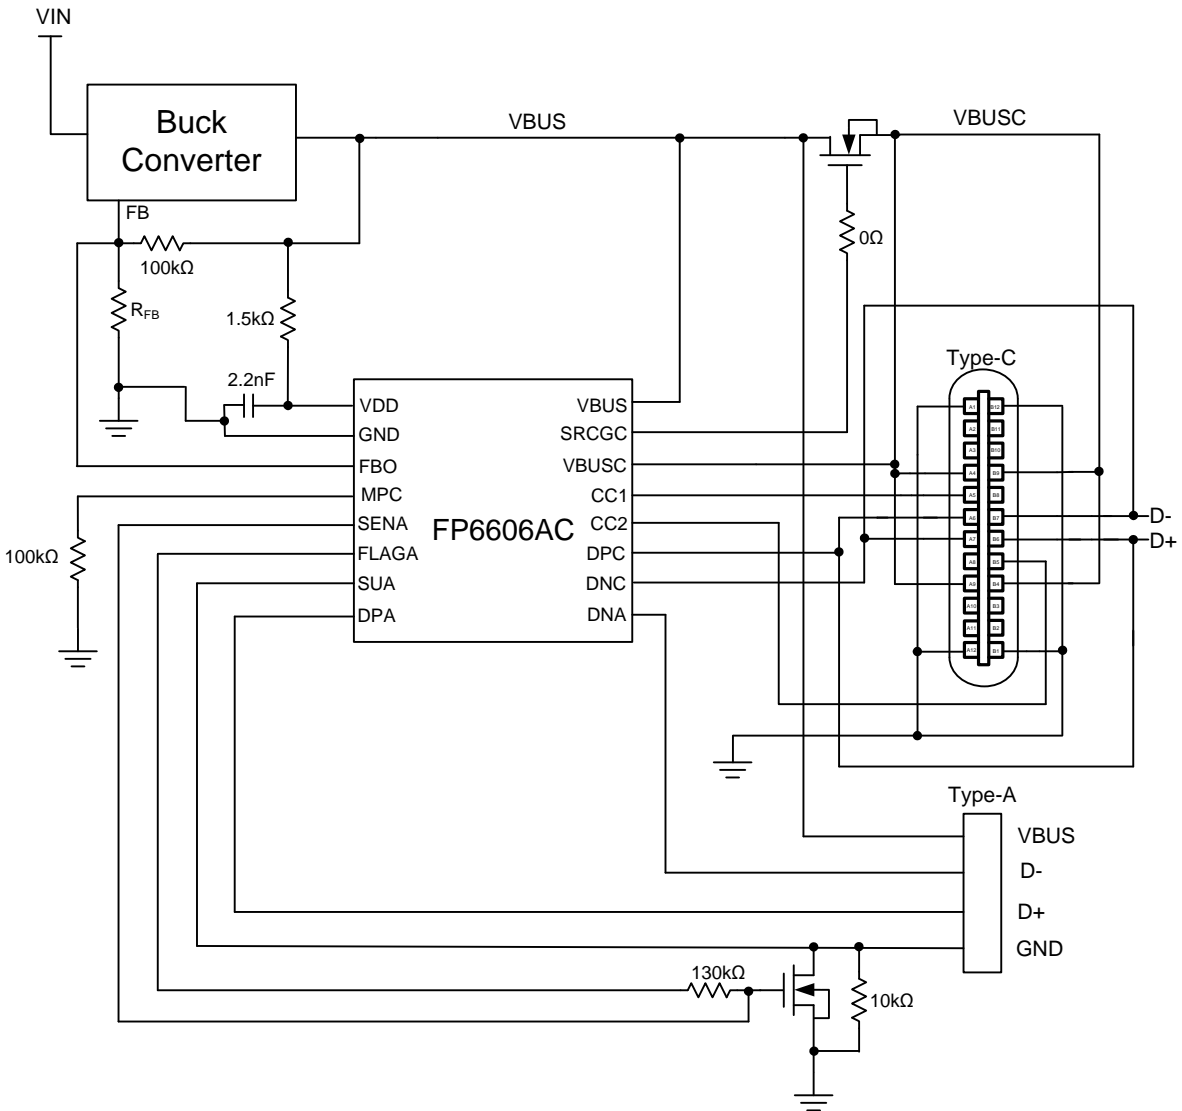 VIN
Buck
Converter
VBUS
VBUSC
FB
100kΩ
0Ω
RFB
1.5kΩ
2.2nF
Type-C
VDD
GND
FBO
MPC
SENA
FLAGA
SUA
DPA
FP6606AC
VBUS
SRCGC
VBUSC
CC1
CC2
DPC
DNC
DNA
100kΩ
A1 B12
A2 B11
A3 B10
A4 B9
A5 B8
A6 B7
A7 B6
A8 B5
A9 B4
A10 B3
A11 B2
A12 B1
D-
D+
Type-A
VBUS
D-
D+
GND
130kΩ
10kΩ